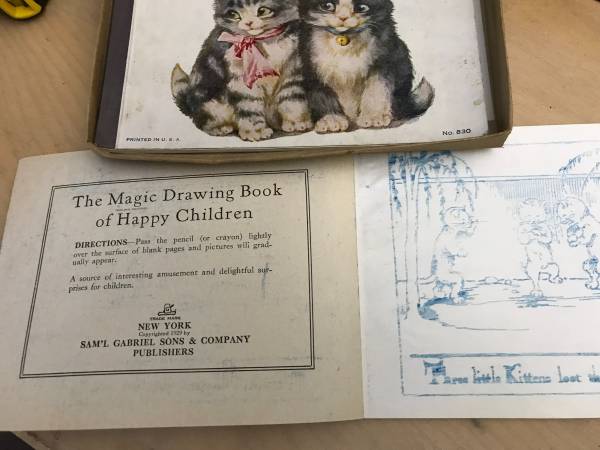 PRINTED IN U. S. A.
No. 830
The Magic Drawing Book
of Happy Children
DIRECTIONS—Pass the pencil (or crayon) lightly
over the surface of blank pages and pictures will grad-
ually appear.
A source of interesting amusement and delightful sur-
prises for children.
TRADE MARK
NEW YORK
Copyrighted 1929 by
SAM'L GABRIEL SONS & COMPANY
PUBLISHERS
Three little Kittens lost